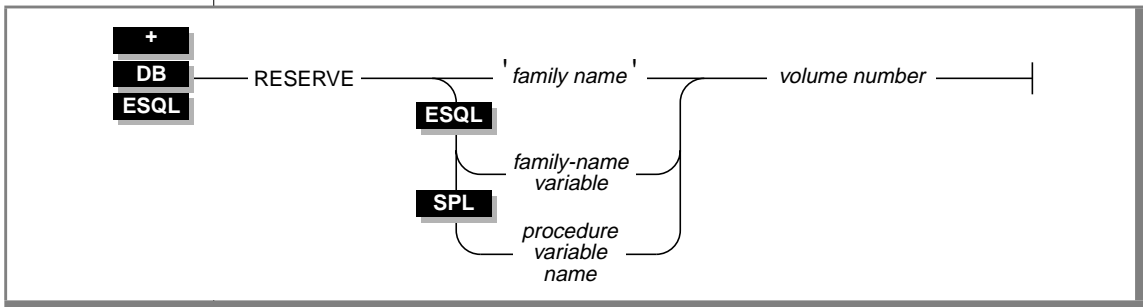 +
DB
ESQL
RESERVE
' family name '
volume number
ESQL
family-name
variable
SPL
procedure
variable
name